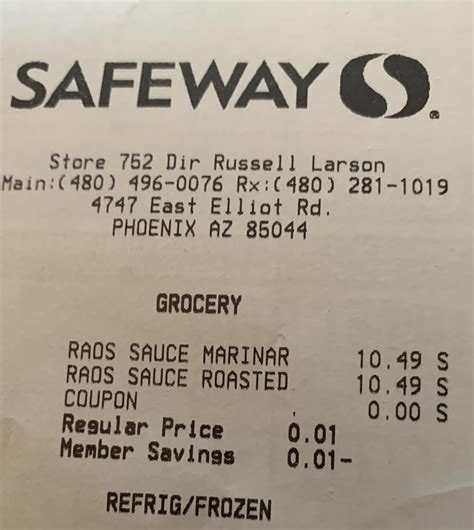 SAFEWAY ®
Store 752 Dir Russell Larson
Main:(480) 496-0076 Rx:(480) 281-1019
4747 East Elliot Rd.
PHOENIX AZ 85044
GROCERY
RAOS SAUCE MARINAR 10.49 S
RAOS SAUCE ROASTED 10.49 S
COUPON 0.00 S
Regular Price 0.01
Member Savings 0.01-
REFRIG/FROZEN